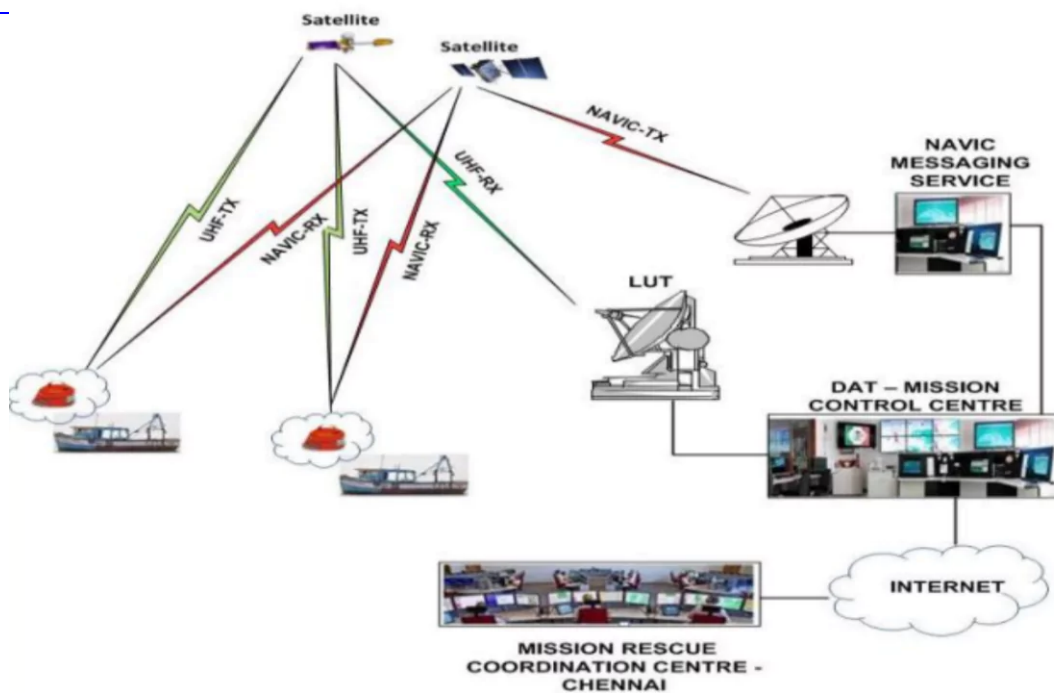 Satellite
Satellite
NAVIC-TX
UHF-RX
UHF-TX
NAVIC-RX
UHF-TX
NAVIC-RX
NAVIC
MESSAGING
SERVICE
LUT
DAT – MISSION
CONTROL CENTRE
INTERNET
MISSION RESCUE
COORDINATION CENTRE -
CHENNAI